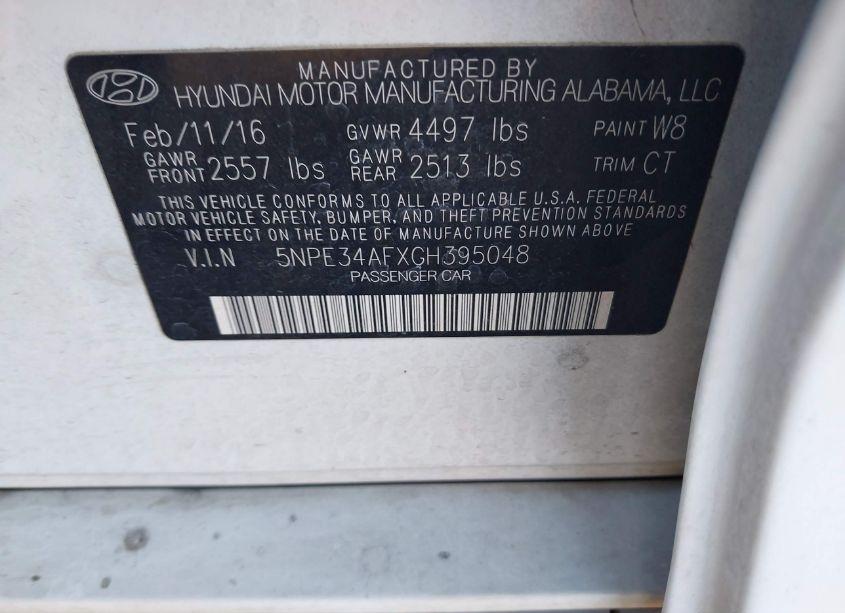 MANUFACTURED BY
HYUNDAI MOTOR MANUFACTURING ALABAMA, LLC
Feb/11/16 GVWR 4497 lbs PAINT W8
GAWR FRONT 2557 lbs GAWR REAR 2513 lbs TRIM CT
THIS VEHICLE CONFORMS TO ALL APPLICABLE U.S.A. FEDERAL
MOTOR VEHICLE SAFETY, BUMPER, AND THEFT PREVENTION STANDARDS
IN EFFECT ON THE DATE OF MANUFACTURE SHOWN ABOVE
V.I.N 5NPE34AFXGH395048
PASSENGER CAR